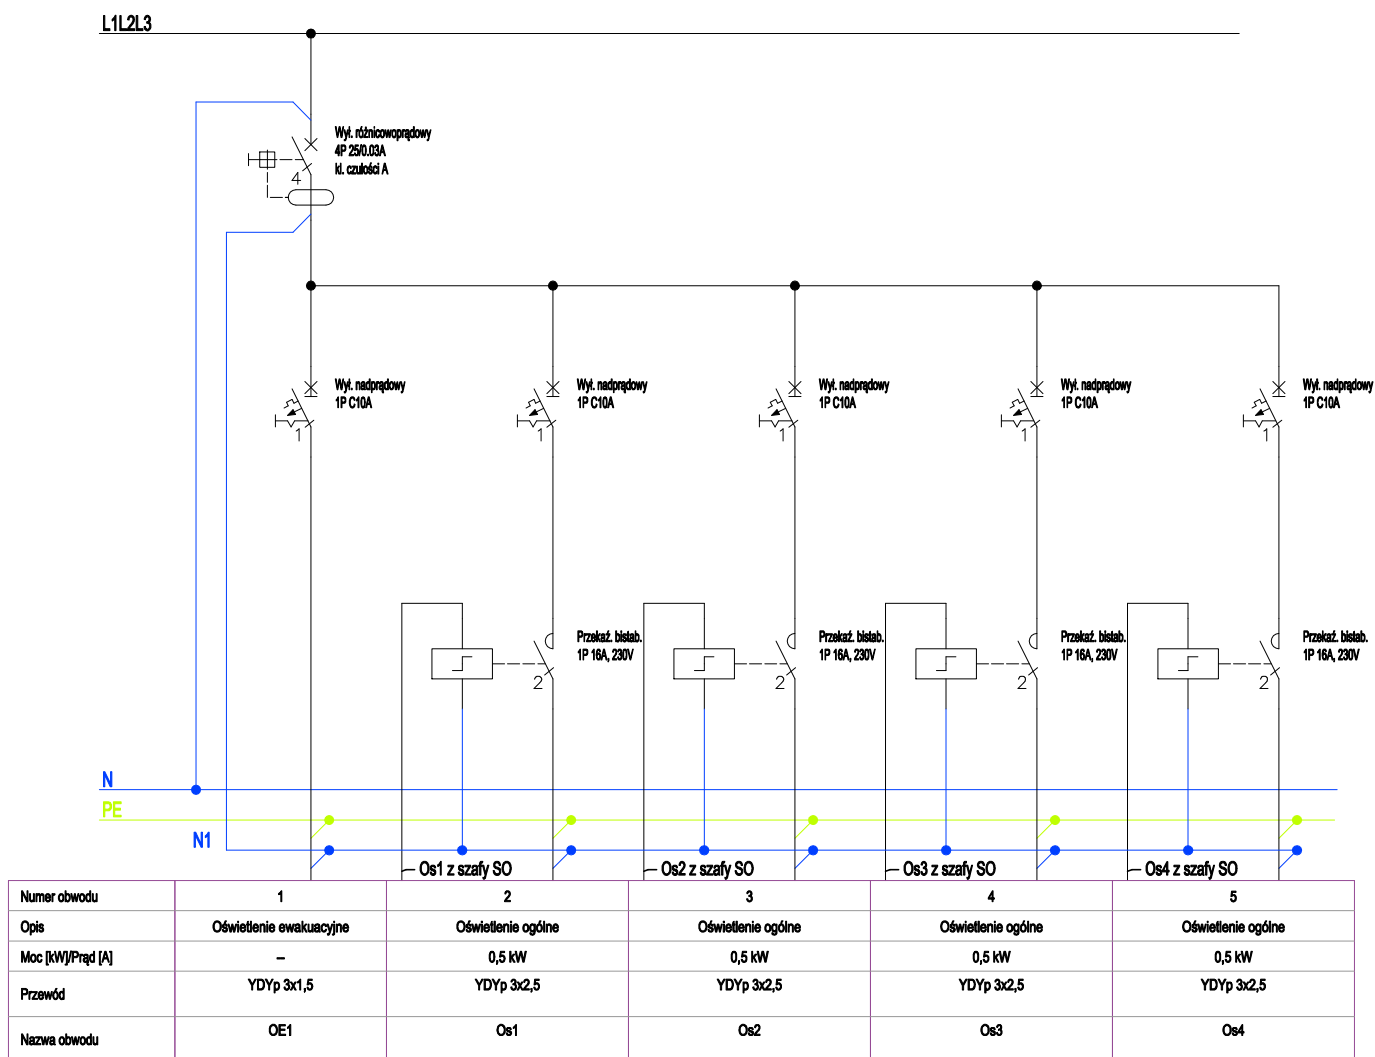 L1L2L3
Wył. różnicowoprądowy
4P 25/0.03A
kl. czułości A
4
Wył. nadprądowy
1P C10A
1
Wył. nadprądowy
1P C10A
1
Wył. nadprądowy
1P C10A
1
Wył. nadprądowy
1P C10A
1
Wył. nadprądowy
1P C10A
1
Przekaź. bistab.
1P 16A, 230V
2
Przekaź. bistab.
1P 16A, 230V
2
Przekaź. bistab.
1P 16A, 230V
2
Przekaź. bistab.
1P 16A, 230V
2
N
PE
N1
Os1 z szafy SO
Os2 z szafy SO
Os3 z szafy SO
Os4 z szafy SO
Numer obwodu 1 2 3 4 5
Opis Oświetlenie ewakuacyjne Oświetlenie ogólne Oświetlenie ogólne Oświetlenie ogólne Oświetlenie ogólne
Moc [kW]/Prąd [A] – 0,5 kW 0,5 kW 0,5 kW 0,5 kW
Przewód YDYp 3x1,5 YDYp 3x2,5 YDYp 3x2,5 YDYp 3x2,5 YDYp 3x2,5
Nazwa obwodu OE1 Os1 Os2 Os3 Os4